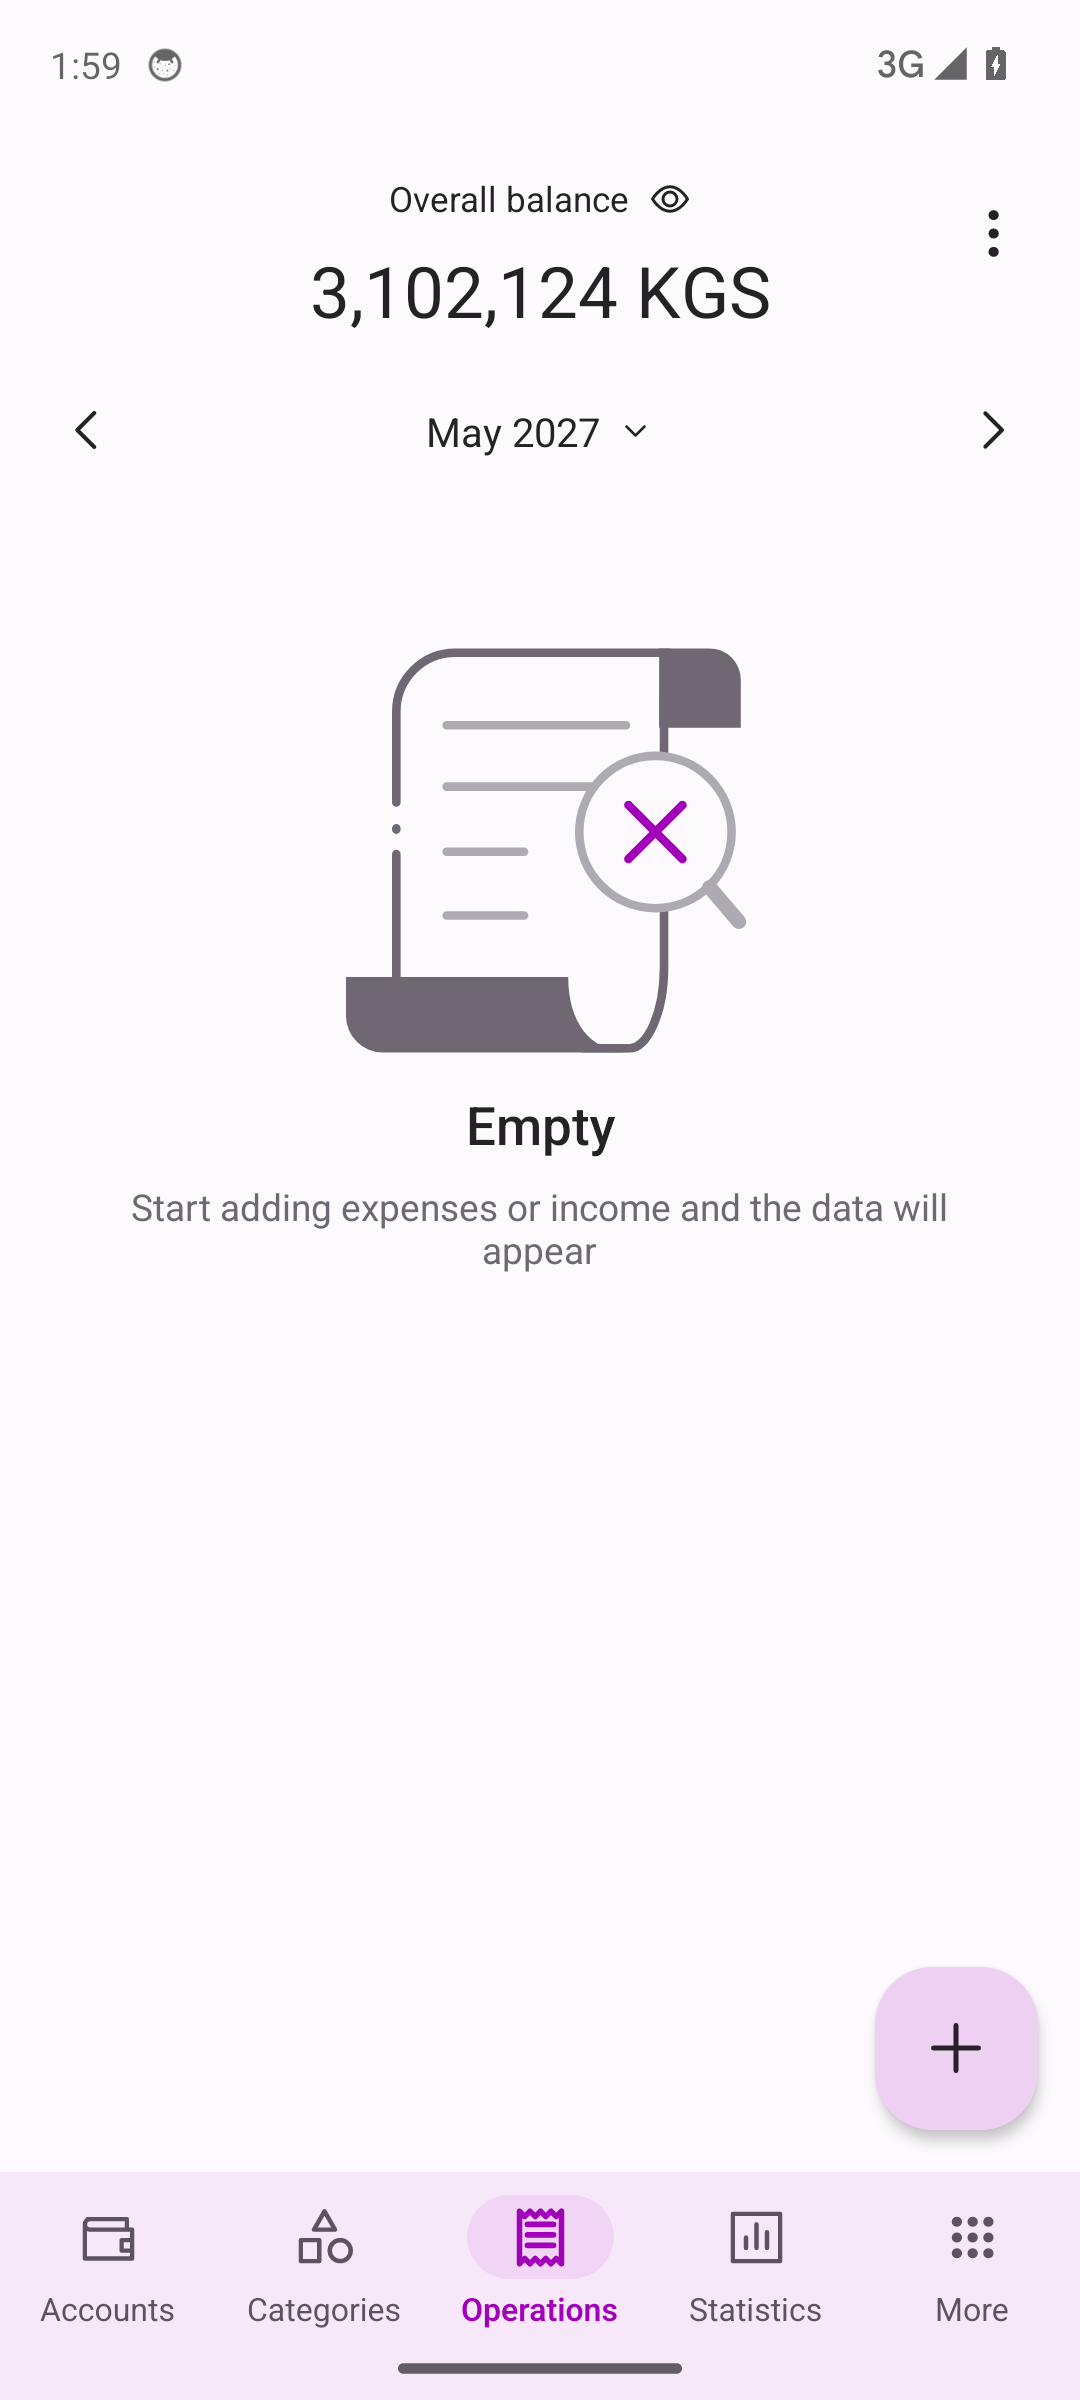 1:59
3G
Overall balance
3,102,124 KGS
May 2027
Empty
Start adding expenses or income and the data will
appear
Accounts
Categories
Operations
Statistics
More